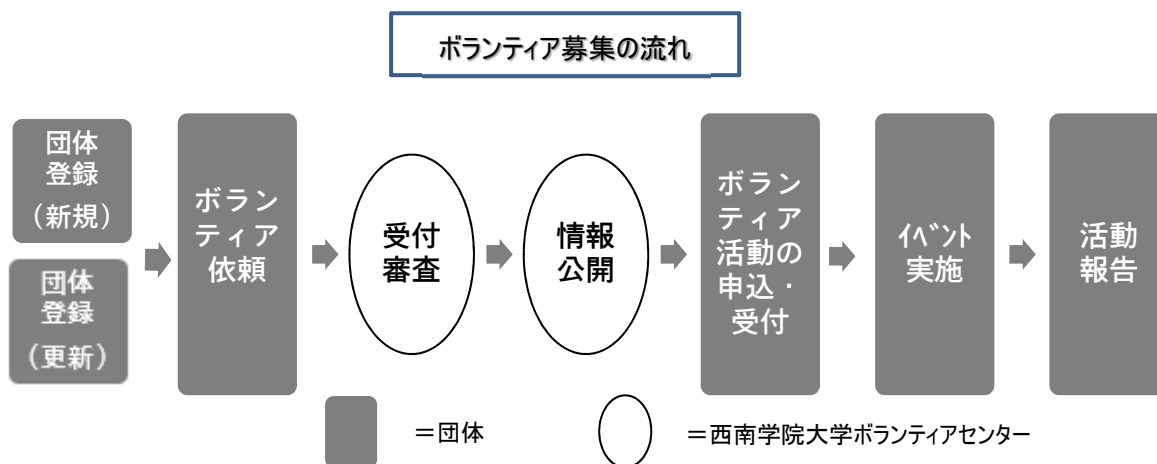 ボランティア募集の流れ
団体
登録
（新規）
団体
登録
（更新）
ボラン
ティア
依頼
受付
審査
情報
公開
ボラン
ティア
活動の
申込・
受付
ｲﾍﾞﾝﾄ
実施
活動
報告
＝団体
＝西南学院大学ボランティアセンター